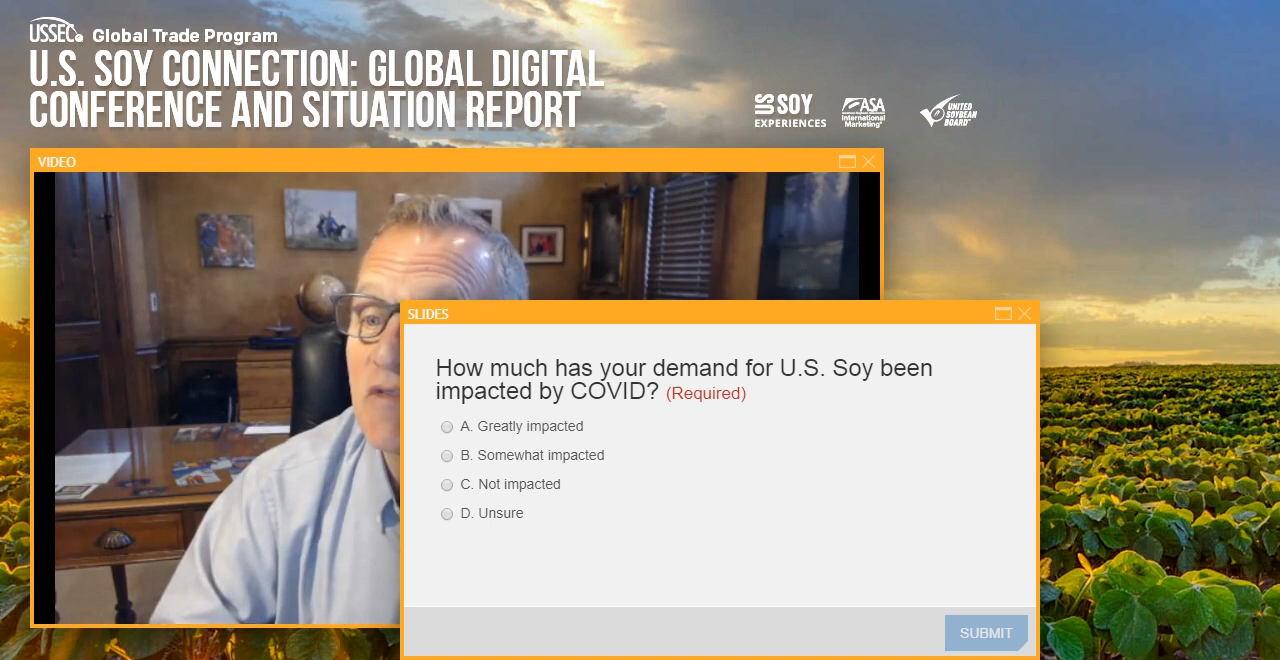 USSEC Global Trade Program
U.S. SOY CONNECTION: GLOBAL DIGITAL
CONFERENCE AND SITUATION REPORT
US SOY
EXPERIENCES
ASA
International
Marketing
UNITED
SOYBEAN
BOARD
VIDEO
SLIDES
How much has your demand for U.S. Soy been
impacted by COVID? (Required)
A. Greatly impacted
B. Somewhat impacted
C. Not impacted
D. Unsure
SUBMIT